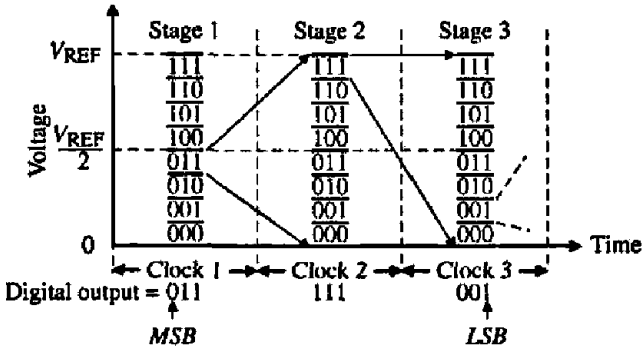 Stage 1 Stage 2 Stage 3
VREF
111 111 111
110 110 110
101 101 101
100 100 100
VREF
2
011 011 011
010 010 010
001 001 001
000 000 000
Voltage
0
Time
Clock 1 Clock 2 Clock 3
Digital output = 011 111 001
MSB LSB